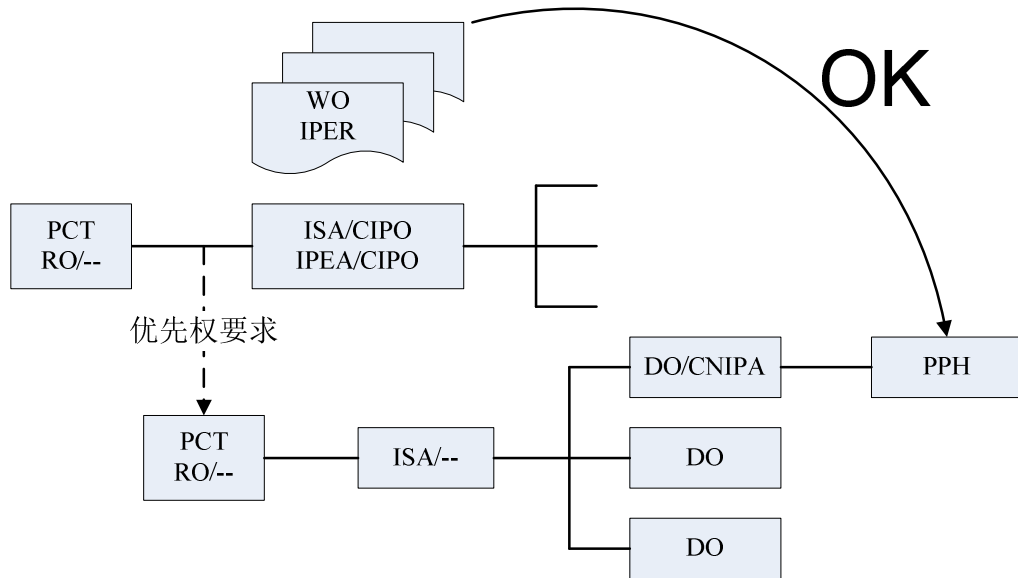 OK
WO
IPER
PCT
RO/--
ISA/CIPO
IPEA/CIPO
优先权要求
DO/CNIPA
PPH
PCT
RO/--
ISA/--
DO
DO